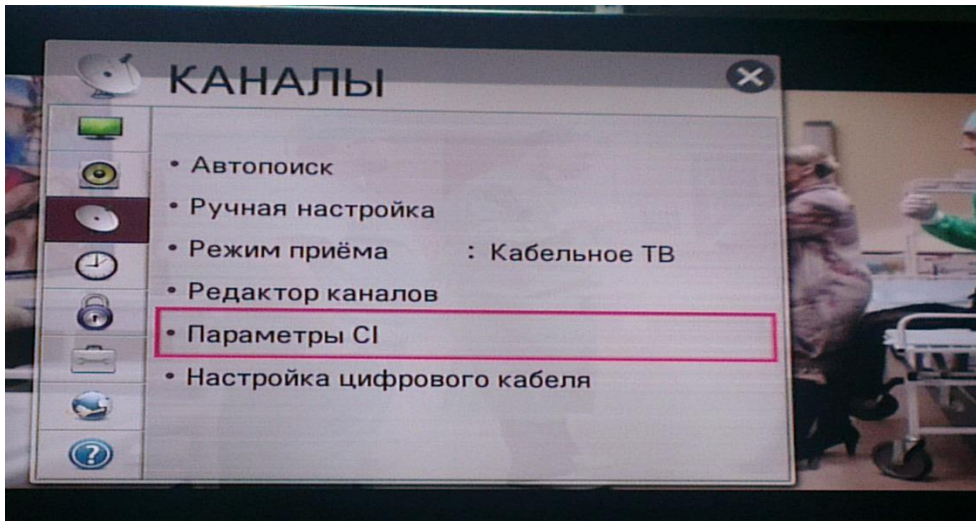 КАНАЛЫ
• Автопоиск
• Ручная настройка
• Режим приёма : Кабельное ТВ
• Редактор каналов
• Параметры CI
• Настройка цифрового кабеля